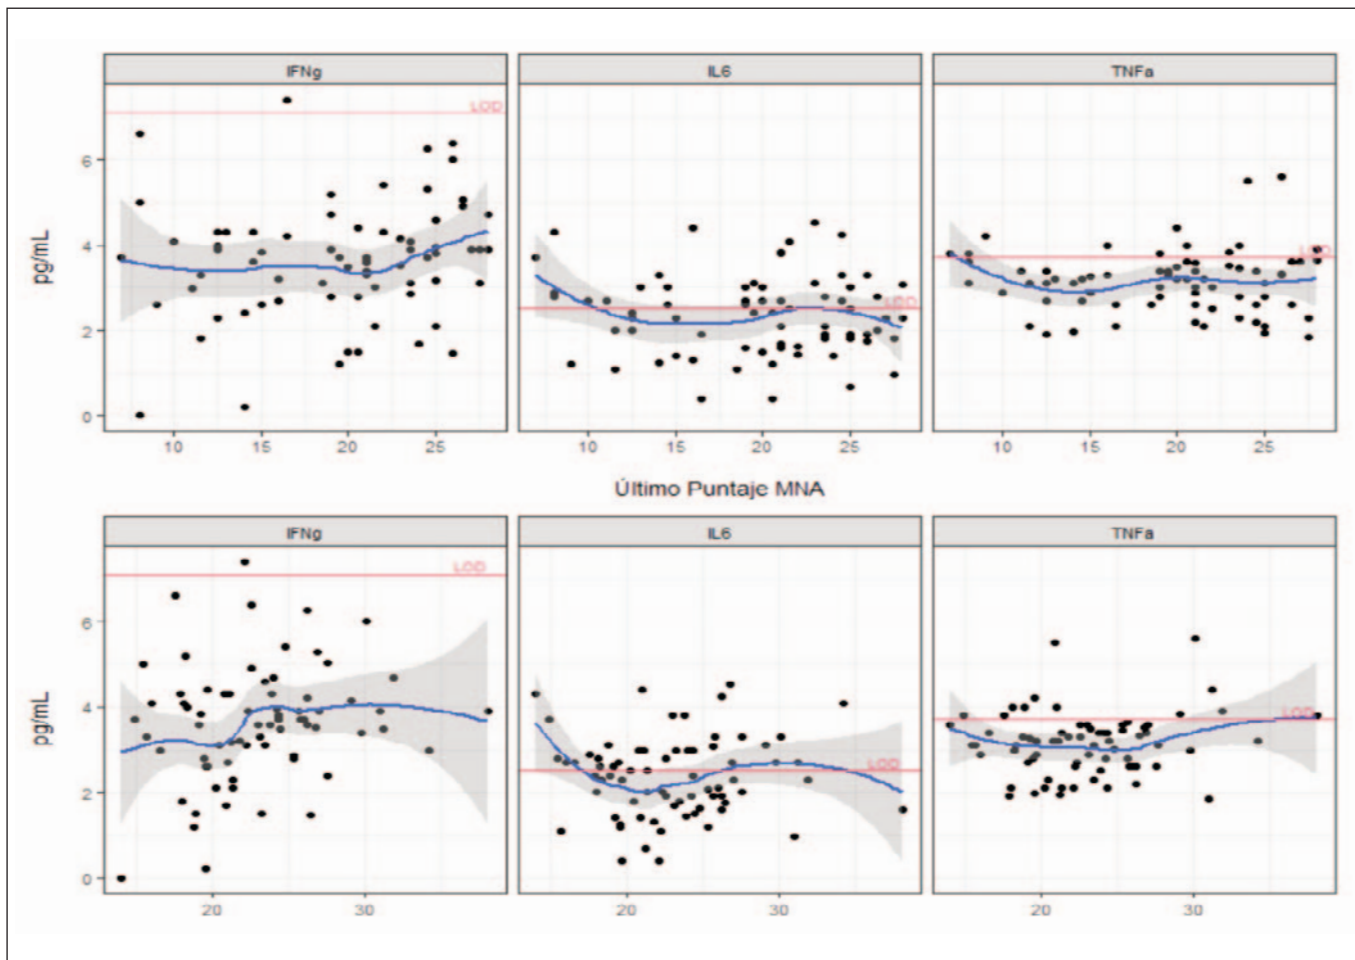 IFNg IL6 TNFa
LOD LOD LOD
pg/mL
6
4
2
0
10 15 20 25 10 15 20 25 10 15 20 25
Último Puntaje MNA
IFNg IL6 TNFa
LOD LOD LOD
pg/mL
6
4
2
0
20 30 20 30 20 30